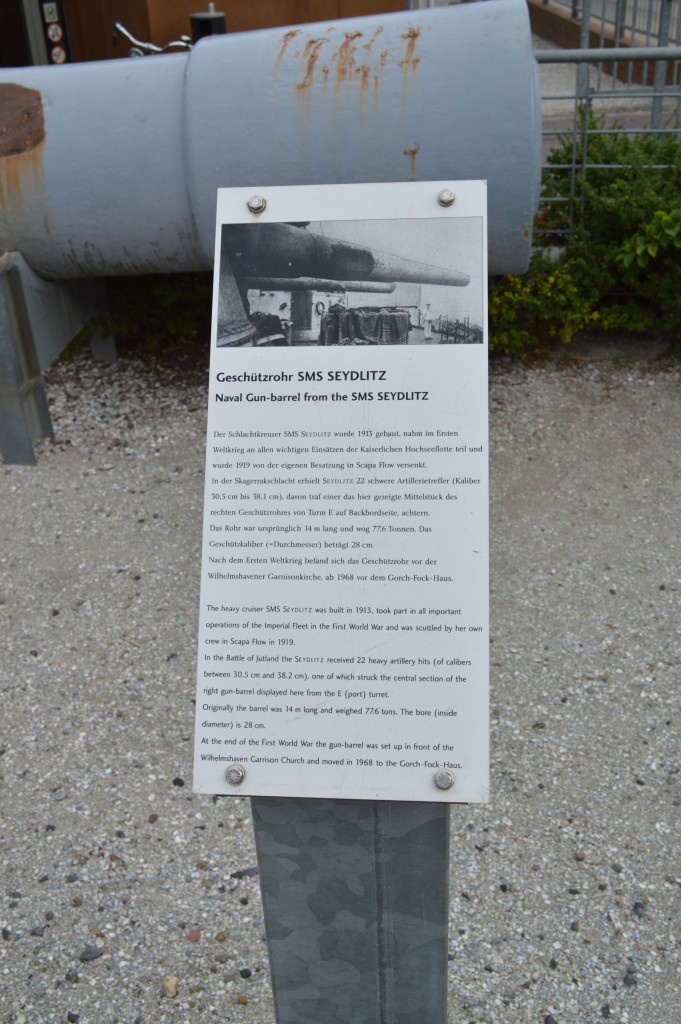 Geschützrohr SMS SEYDLITZ
Naval Gun-barrel from the SMS SEYDLITZ
Der Schlachtkreuzer SMS SEYDLITZ wurde 1913 gebaut, nahm im Ersten
Weltkrieg an allen wichtigen Einsätzen der Kaiserlichen Hochseeflotte teil und
wurde 1919 von der eigenen Besatzung in Scapa Flow versenkt.
In der Skagerrakschlacht erhielt SEYDLITZ 22 schwere Artillerietreffer (Kaliber
30.5 cm bis 38.1 cm), davon traf einer das hier gezeigte Mittelstück des
rechten Geschützrohres von Turm E auf Backbordseite, achtern.
Das Rohr war ursprünglich 14 m lang und wog 77.6 Tonnen. Das
Geschützkaliber (=Durchmesser) beträgt 28 cm.
Nach dem Ersten Weltkrieg befand sich das Geschützrohr vor der
Wilhelmshavener Garnisonkirche, ab 1968 vor dem Gorch-Fock-Haus.
The heavy cruiser SMS SEYDLITZ was built in 1913, took part in all important
operations of the Imperial Fleet in the First World War and was scuttled by her own
crew in Scapa Flow in 1919.
In the Battle of Jutland the SEYDLITZ received 22 heavy artillery hits (of calibers
between 30.5 cm and 38.2 cm), one of which struck the central section of the
right gun-barrel displayed here from the E (port) turret.
Originally the barrel was 14 m long and weighed 77.6 tons. The bore (inside
diameter) is 28 cm.
At the end of the First World War the gun-barrel was set up in front of the
Wilhelmshaven Garrison Church and moved in 1968 to the Gorch-Fock-Haus.